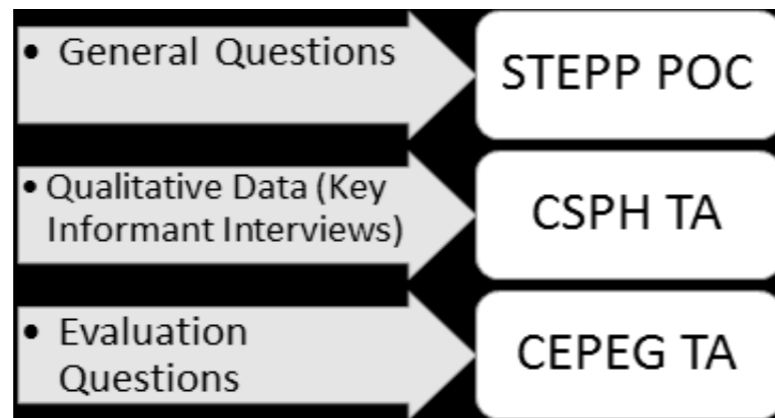 • General Questions
STEPP POC
• Qualitative Data (Key
Informant Interviews)
CSPH TA
• Evaluation
Questions
CEPEG TA